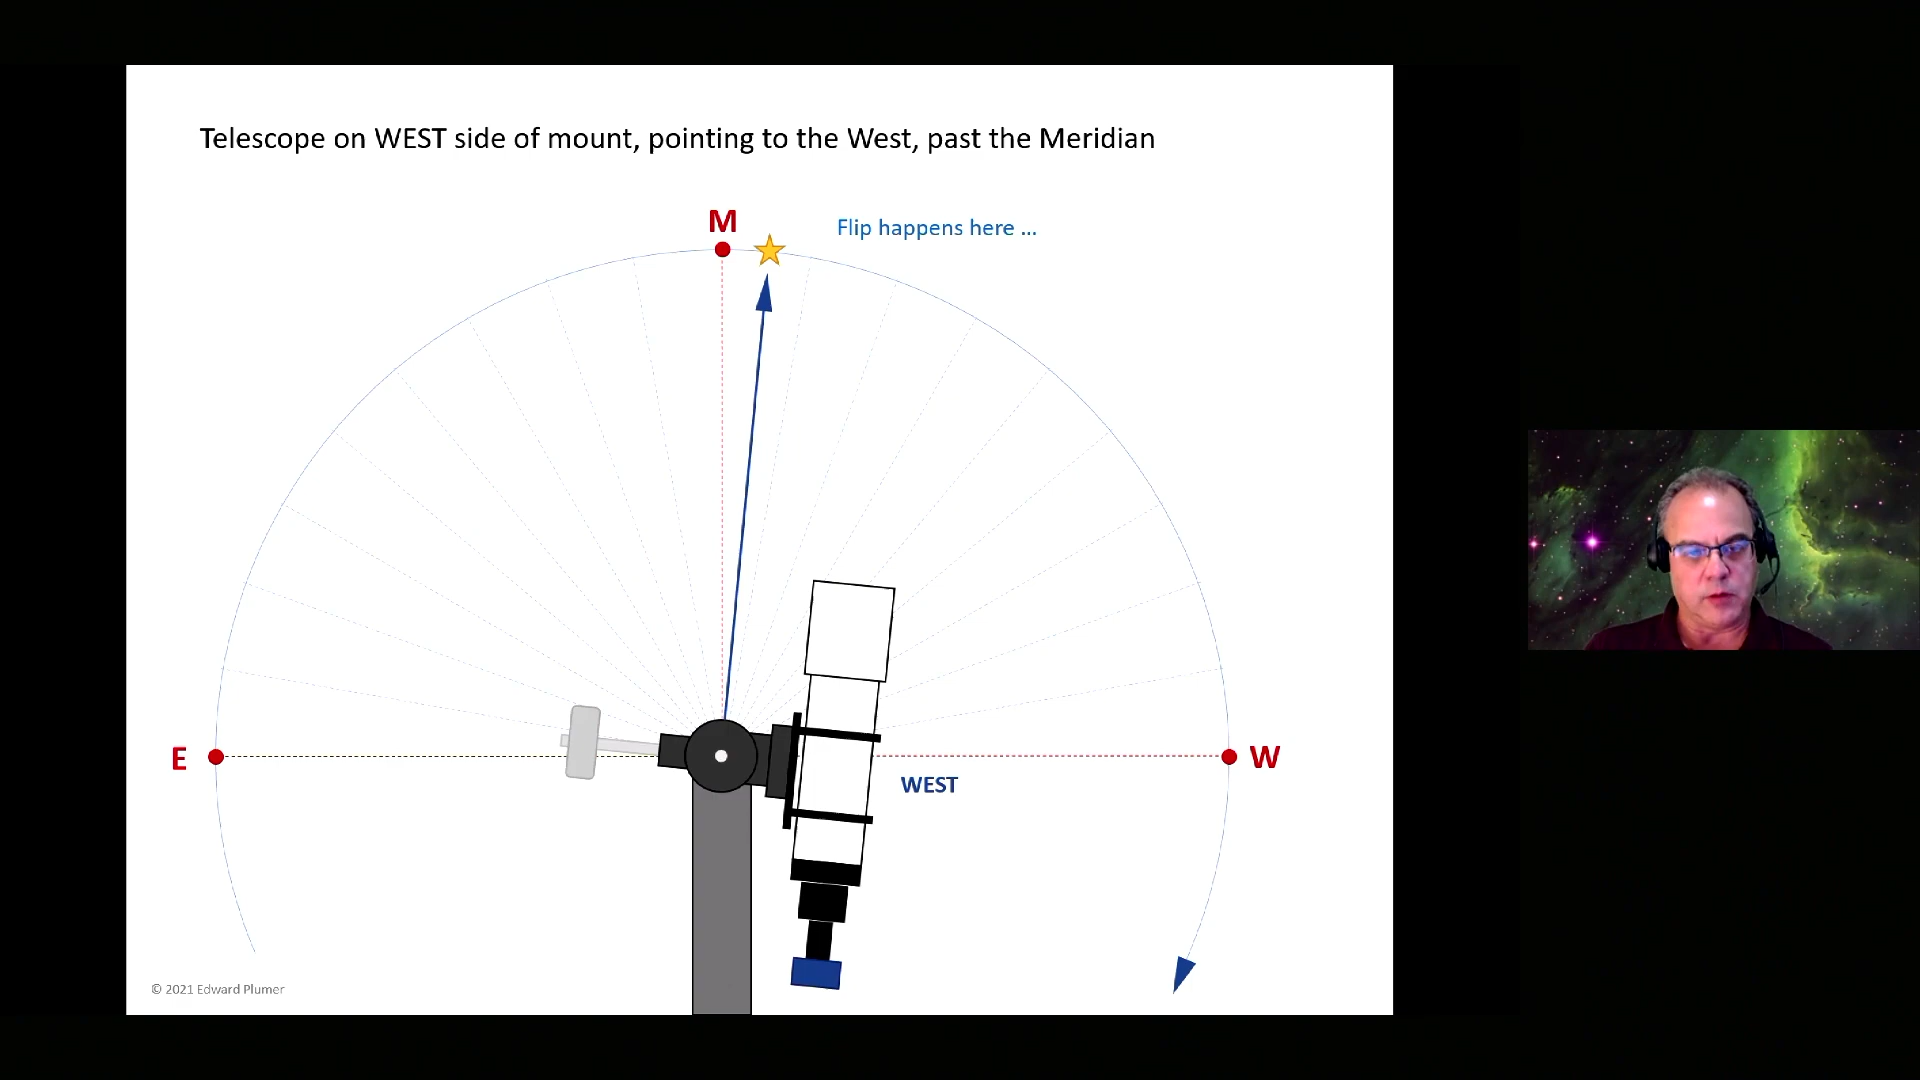 Telescope on WEST side of mount, pointing to the West, past the Meridian
M
Flip happens here ...
E
W
WEST
© 2021 Edward Plumer